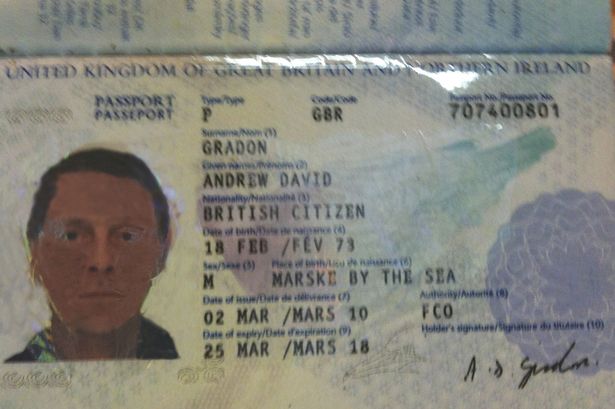 UNITED KINGDOM OF GREAT BRITAIN AND NORTHERN IRELAND
PASSPORT Type/Type Code/Code Passport No./Passeport No.
PASSEPORT P GBR 707400801
Surname/Nom (1)
GRADON
Given names/Prénoms (2)
ANDREW DAVID
Nationality/Nationalité (3)
BRITISH CITIZEN
Date of birth/Date de naissance (4)
18 FEB /FÉV 73
Sex/Sexe (5) Place of birth/Lieu de naissance (6)
M MARSKE BY THE SEA
Date of issue/Date de délivrance (7) Authority/Autorité (8)
02 MAR /MARS 10 FCO
Date of expiry/Date d'expiration (9) Holder's signature/Signature du titulaire (10)
25 MAR /MARS 18
A. D. Gradon.